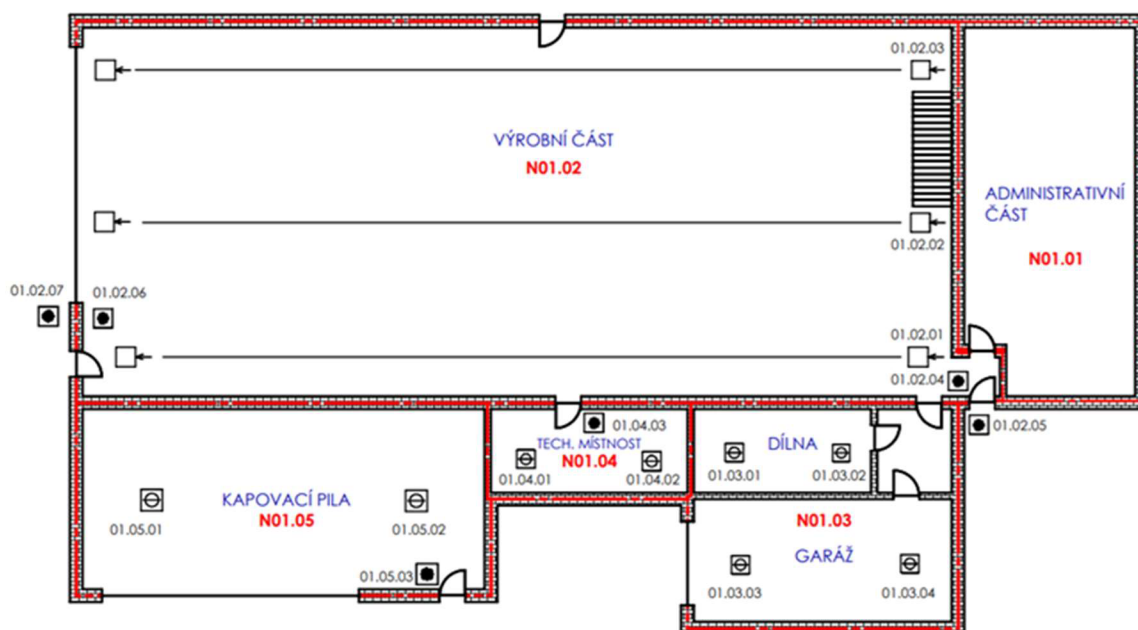 01.02.03
VÝROBNÍ ČÁST
N01.02
ADMINISTRATIVNÍ
ČÁST
N01.01
01.02.02
01.02.07
01.02.06
01.02.01
01.02.04
01.02.05
01.04.03
TECH. MÍSTNOST
N01.04
01.04.01
01.04.02
DÍLNA
01.03.01
01.03.02
KAPOVACÍ PILA
N01.05
01.05.01
01.05.02
01.05.03
N01.03
GARÁŽ
01.03.03
01.03.04